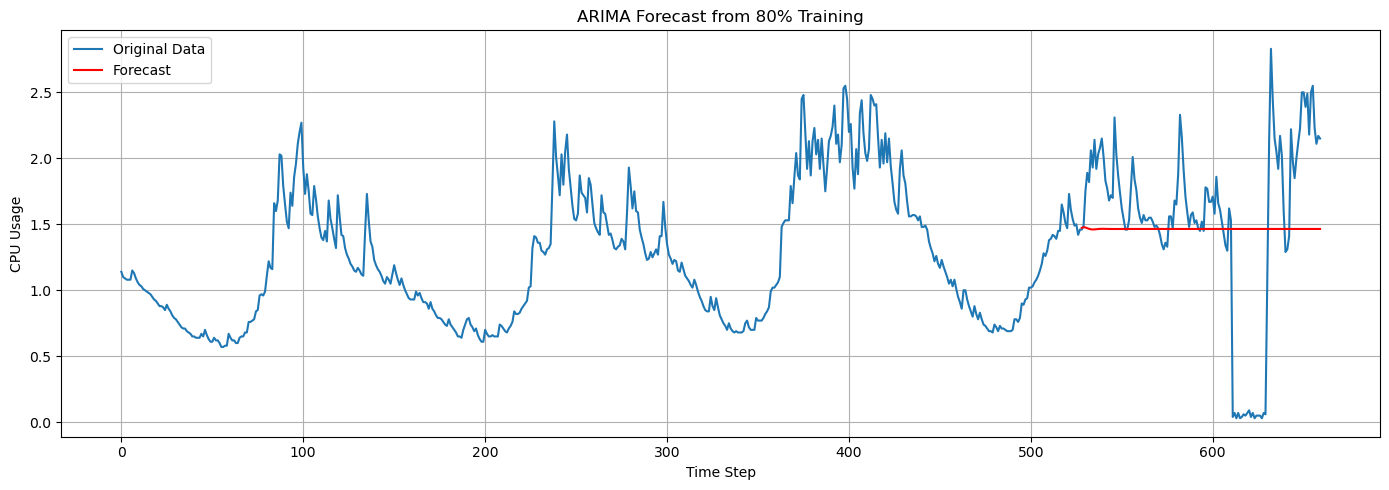 ARIMA Forecast from 80% Training
Original Data
Forecast
CPU Usage
2.5
2.0
1.5
1.0
0.5
0.0
0 100 200 300 400 500 600
Time Step